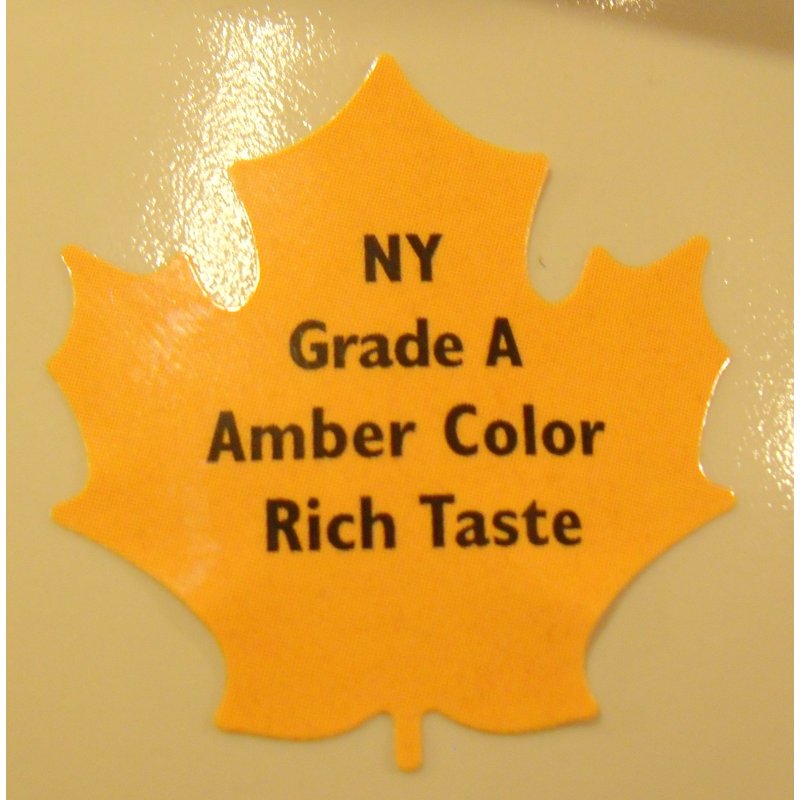 NY
Grade A
Amber Color
Rich Taste